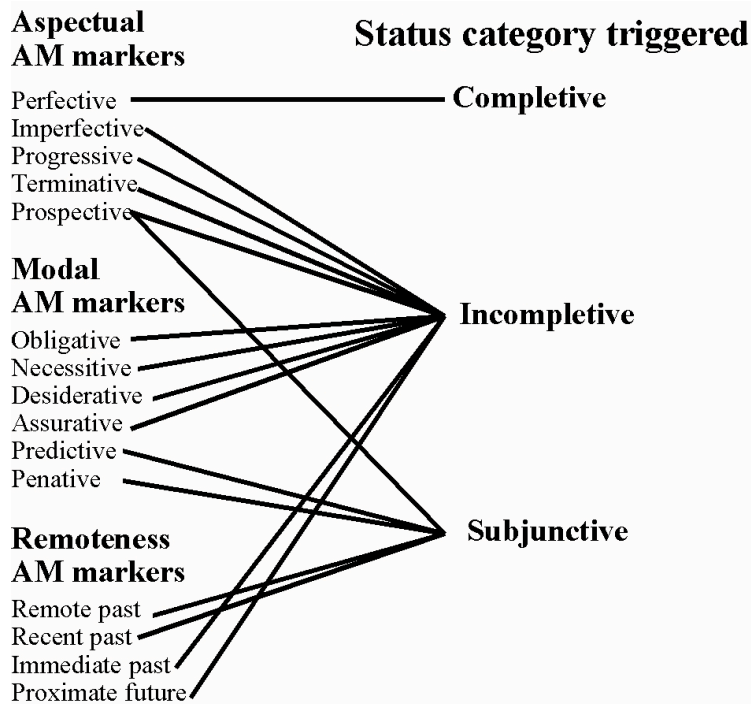 Aspectual
AM markers
Status category triggered
Perfective
Completive
Imperfective
Progressive
Terminative
Prospective
Modal
AM markers
Incompletive
Obligative
Necessitive
Desiderative
Assurative
Predictive
Penative
Subjunctive
Remoteness
AM markers
Remote past
Recent past
Immediate past
Proximate future